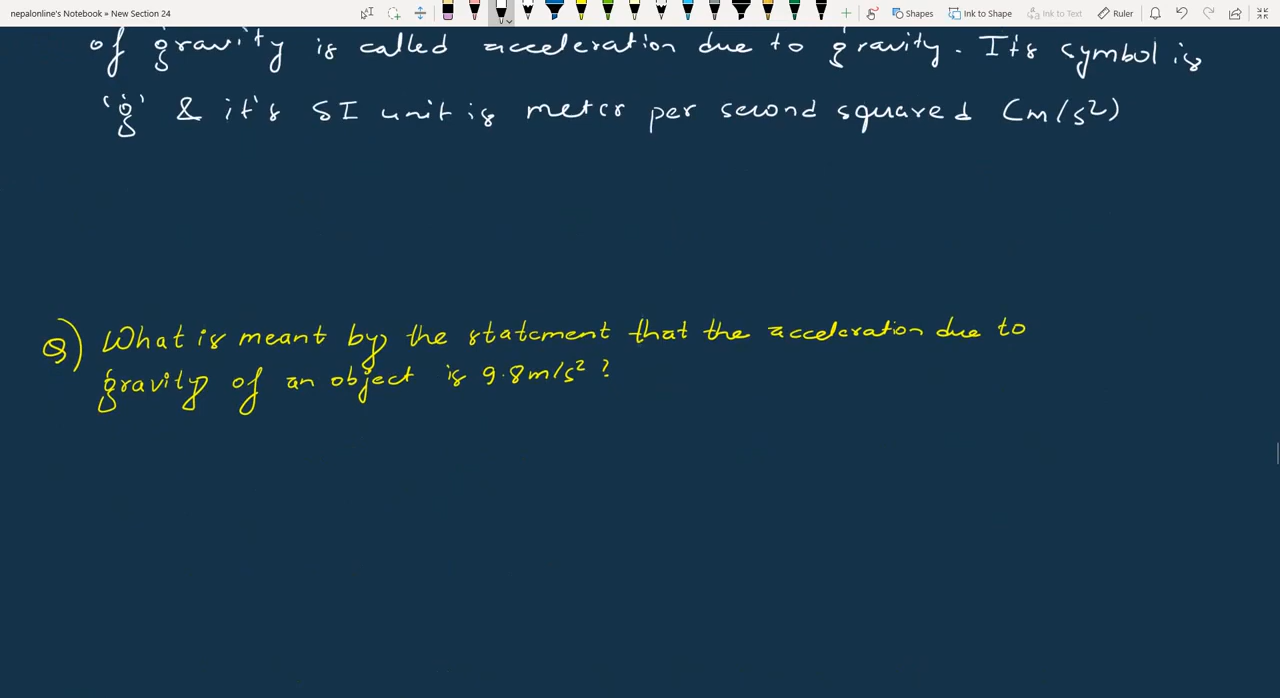 nepalonline's Notebook » New Section 24
Shapes Ink to Shape Ink to Text Ruler
of gravity is called acceleration due to gravity. It's symbol is
'g' & it's SI unit is meter per second squared (m/s²)
Q) What is meant by the statement that the acceleration due to
gravity of an object is 9.8m/s² ?